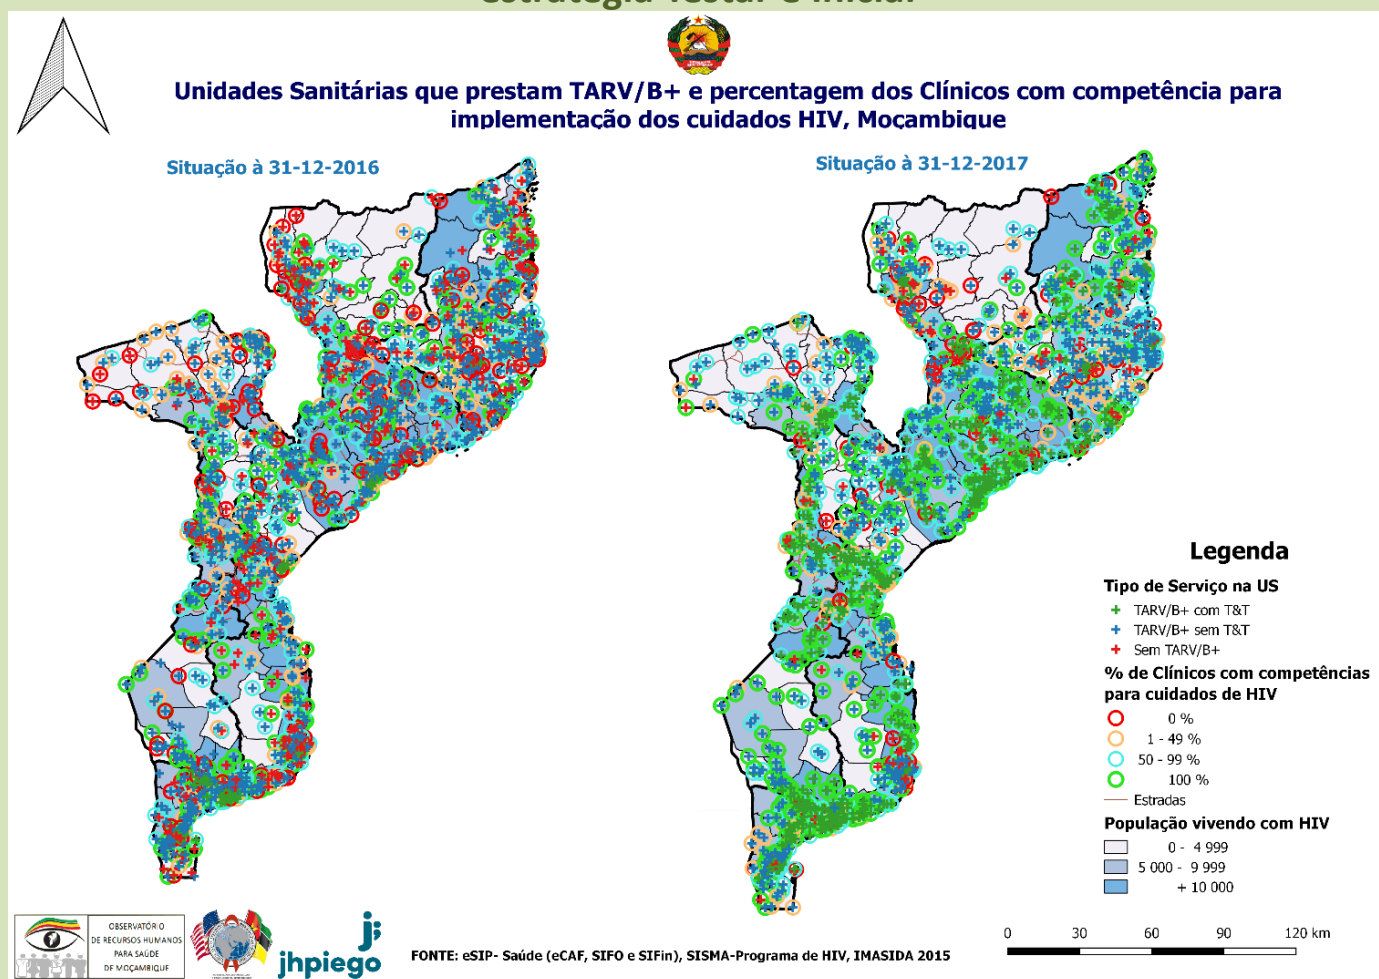 Estratégia Testar e Iniciar
Unidades Sanitárias que prestam TARV/B+ e percentagem dos Clínicos com competência para
implementação dos cuidados HIV, Moçambique
Situação à 31-12-2016
Situação à 31-12-2017
Legenda
Tipo de Serviço na US
TARV/B+ com T&T
TARV/B+ sem T&T
Sem TARV/B+
% de Clínicos com competências
para cuidados de HIV
0 %
1 - 49 %
50 - 99 %
100 %
Estradas
População vivendo com HIV
0 - 4 999
5 000 - 9 999
+ 10 000
OBSERVATÓRIO
DE RECURSOS HUMANOS
PARA SAÚDE
DE MOÇAMBIQUE
jhpiego
FONTE: eSIP- Saúde (eCAF, SIFO e SIFin), SISMA-Programa de HIV, IMASIDA 2015
0 30 60 90 120 km